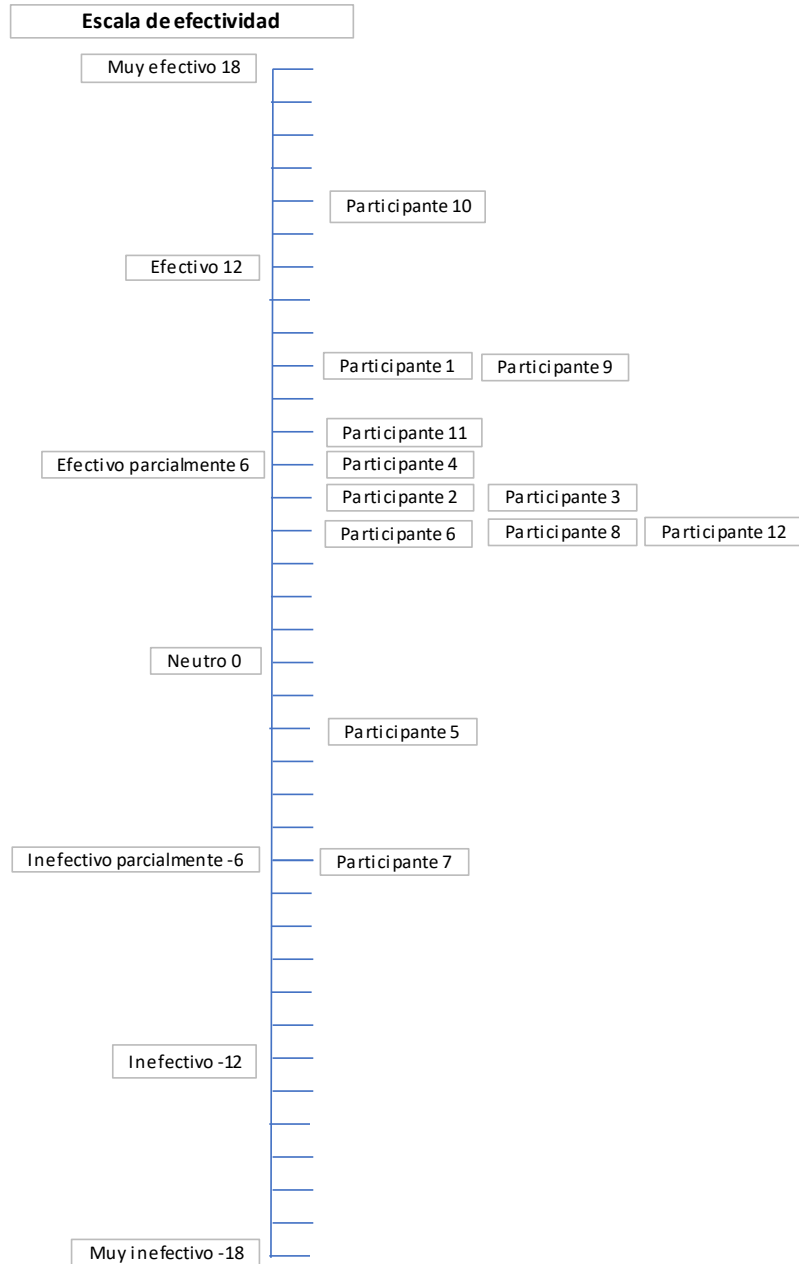 Escala de efectividad
Muy efectivo 18
Participante 10
Efectivo 12
Participante 1 Participante 9
Participante 11
Efectivo parcialmente 6 Participante 4
Participante 2 Participante 3
Participante 6 Participante 8 Participante 12
Neutro 0
Participante 5
Inefectivo parcialmente -6 Participante 7
Inefectivo -12
Muy inefectivo -18